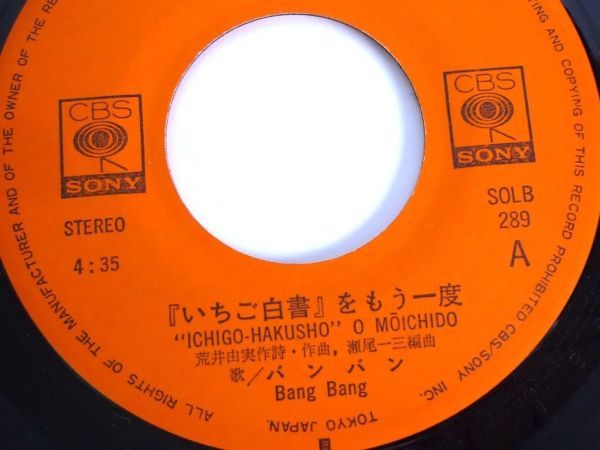 CBS
SONY
STEREO
4:35
CBS
SONY
SOLB
289
A
『いちご白書』をもう一度
"ICHIGO-HAKUSHO" O MŌICHIDO
荒井由実作詩・作曲,瀬尾一三編曲
歌/バンバン
Bang Bang
ALL RIGHTS OF THE MANUFACTURER AND OF THE OWNER OF THE
AND COPYING OF THIS RECORD PROHIBITED CBS/SONY INC.
TOKYO JAPAN.